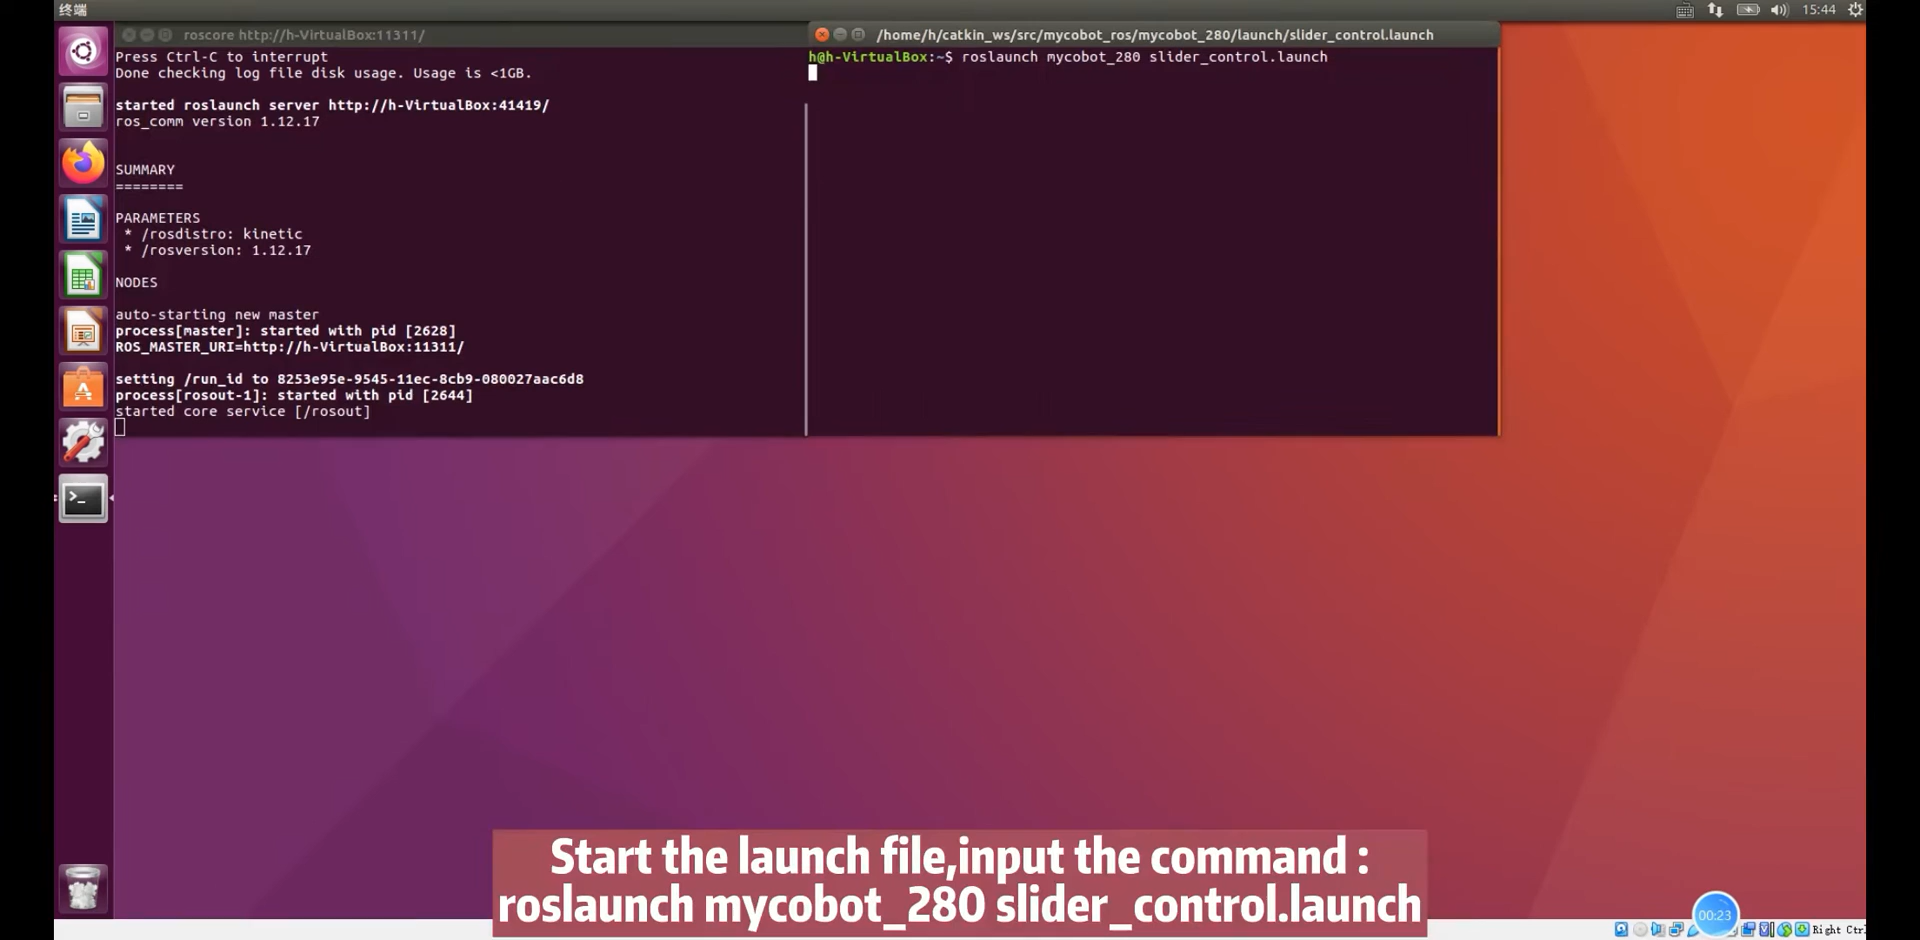 终端
15:44
roscore http://h-VirtualBox:11311/
Press Ctrl-C to interrupt
Done checking log file disk usage. Usage is <1GB.
started roslaunch server http://h-VirtualBox:41419/
ros_comm version 1.12.17
SUMMARY
========
PARAMETERS
* /rosdistro: kinetic
* /rosversion: 1.12.17
NODES
auto-starting new master
process[master]: started with pid [2628]
ROS_MASTER_URI=http://h-VirtualBox:11311/
setting /run_id to 8253e95e-9545-11ec-8cb9-080027aac6d8
process[rosout-1]: started with pid [2644]
started core service [/rosout]
/home/h/catkin_ws/src/mycobot_ros/mycobot_280/launch/slider_control.launch
h@h-VirtualBox:~$ roslaunch mycobot_280 slider_control.launch
Start the launch file,input the command :
roslaunch mycobot_280 slider_control.launch
00:23
Right Ctrl